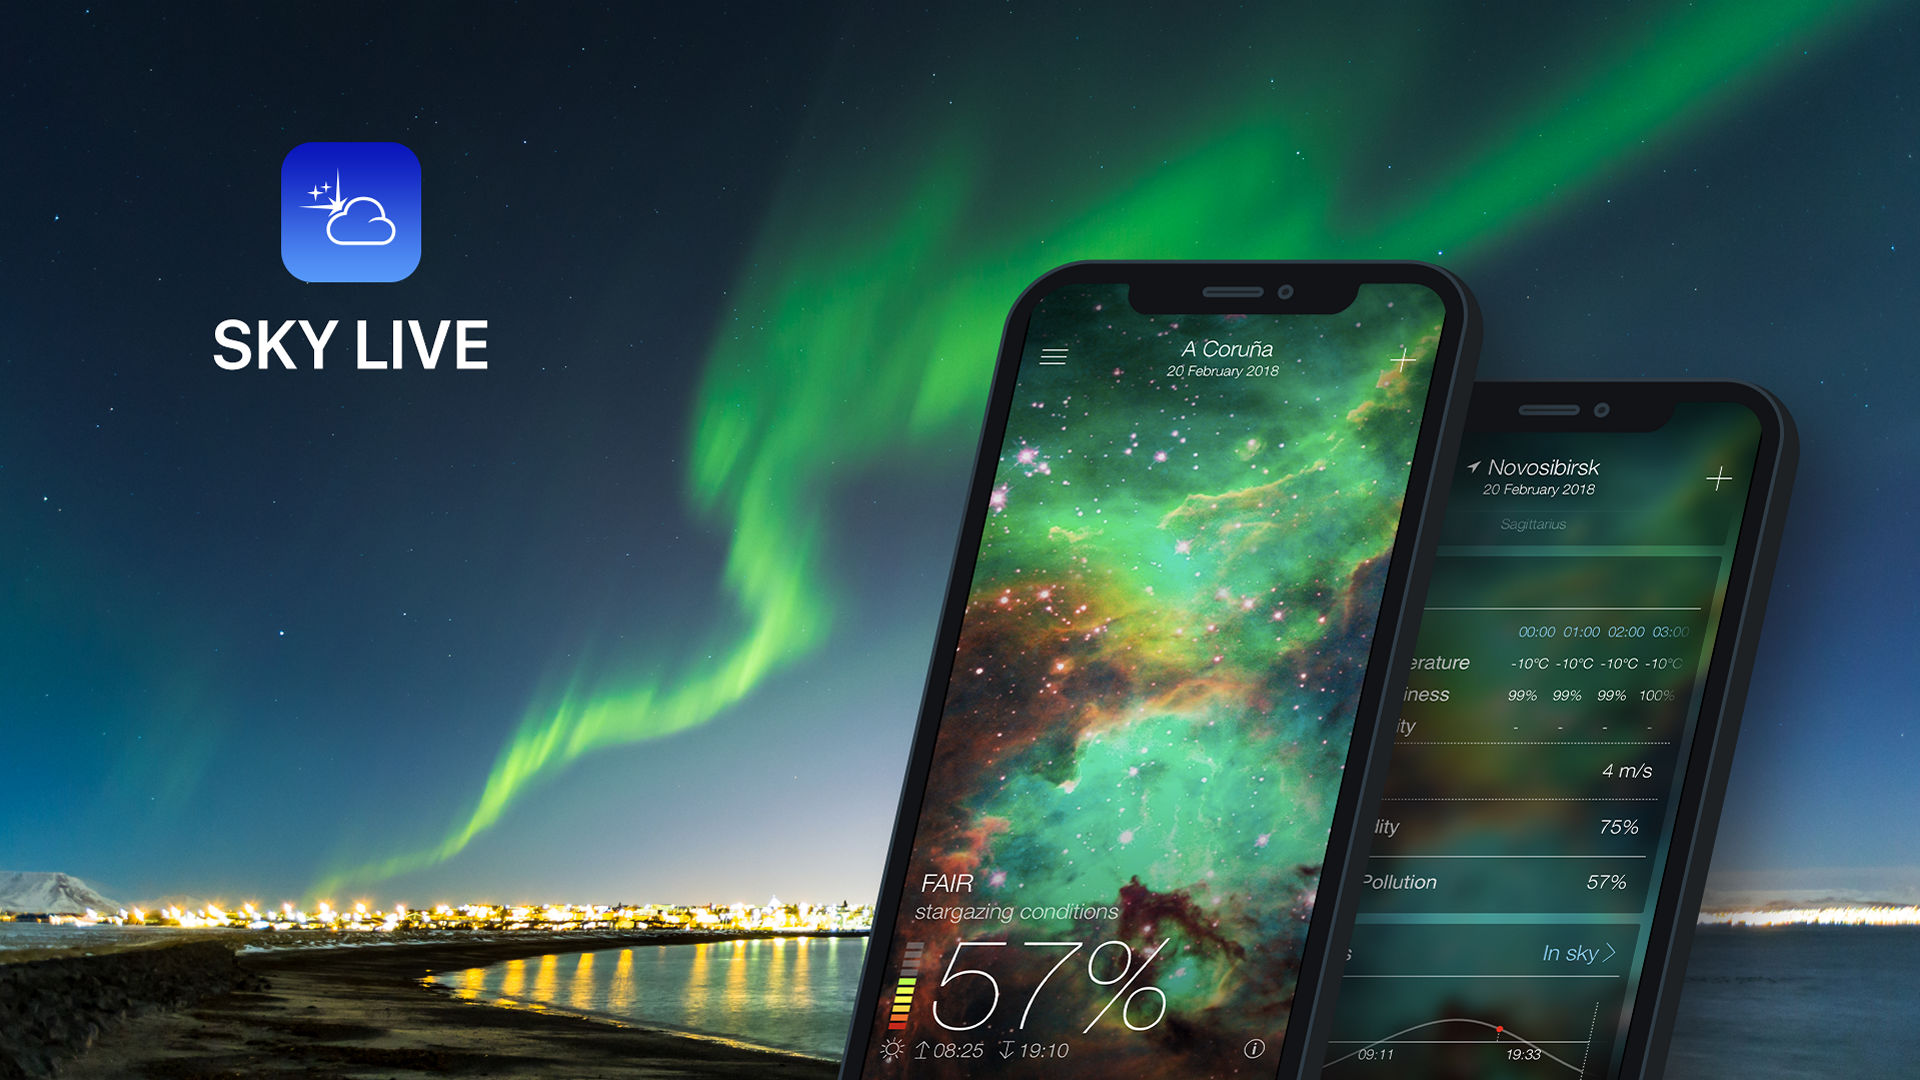 SKY LIVE
A Coruña
20 February 2018
FAIR
stargazing conditions
57%
08:25 19:10
Novosibirsk
20 February 2018
Sagittarius
00:00 01:00 02:00 03:00
erature -10°C -10°C -10°C -10°C
iness 99% 99% 99% 100%
ity - - - -
4 m/s
lity 75%
Pollution 57%
s In sky
09:11 19:33